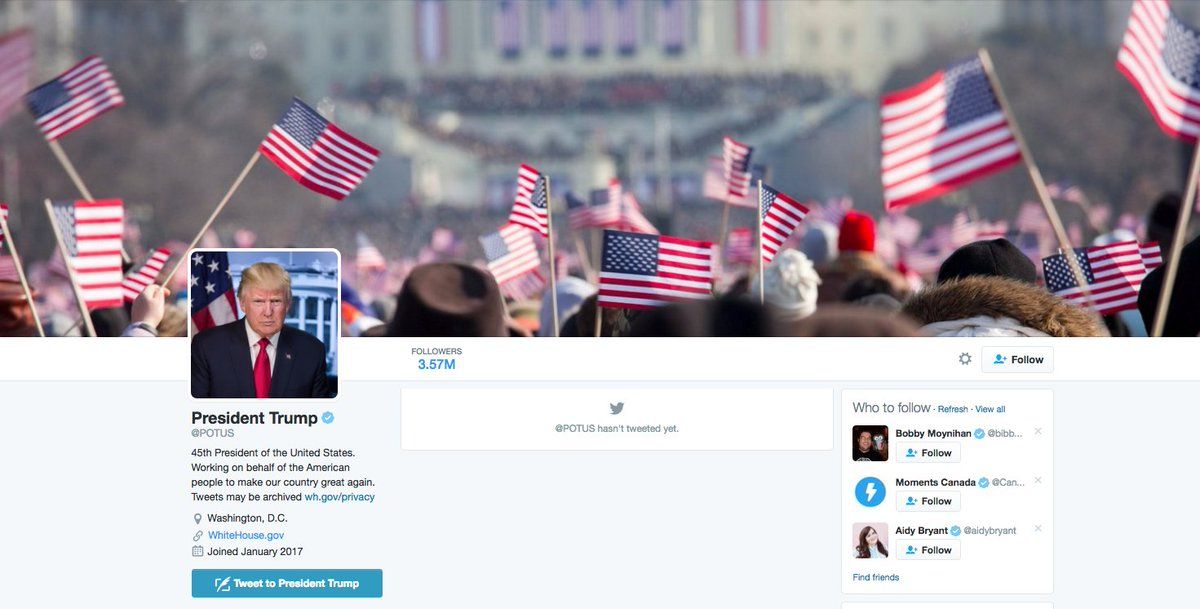 FOLLOWERS
3.57M
Follow
President Trump
@POTUS
45th President of the United States.
Working on behalf of the American
people to make our country great again.
Tweets may be archived wh.gov/privacy
Washington, D.C.
WhiteHouse.gov
Joined January 2017
Tweet to President Trump
@POTUS hasn't tweeted yet.
Who to follow · Refresh · View all
Bobby Moynihan @bibb...
Follow
Moments Canada @Can...
Follow
Aidy Bryant @aidybryant
Follow
Find friends